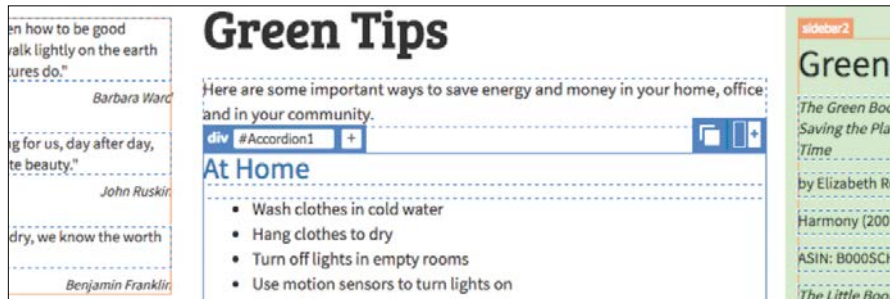 en how to be good
valk lightly on the earth
tures do."
Barbara Ward
g for us, day after day,
te beauty."
John Ruskin
dry, we know the worth
Benjamin Franklin
Green Tips
Here are some important ways to save energy and money in your home, office
and in your community.
div #Accordion1 +
+
At Home
• Wash clothes in cold water
• Hang clothes to dry
• Turn off lights in empty rooms
• Use motion sensors to turn lights on
sidebar2
Green
The Green Boo
Saving the Pla
Time
by Elizabeth R
Harmony (200
ASIN: B000SCH
The Little Boo